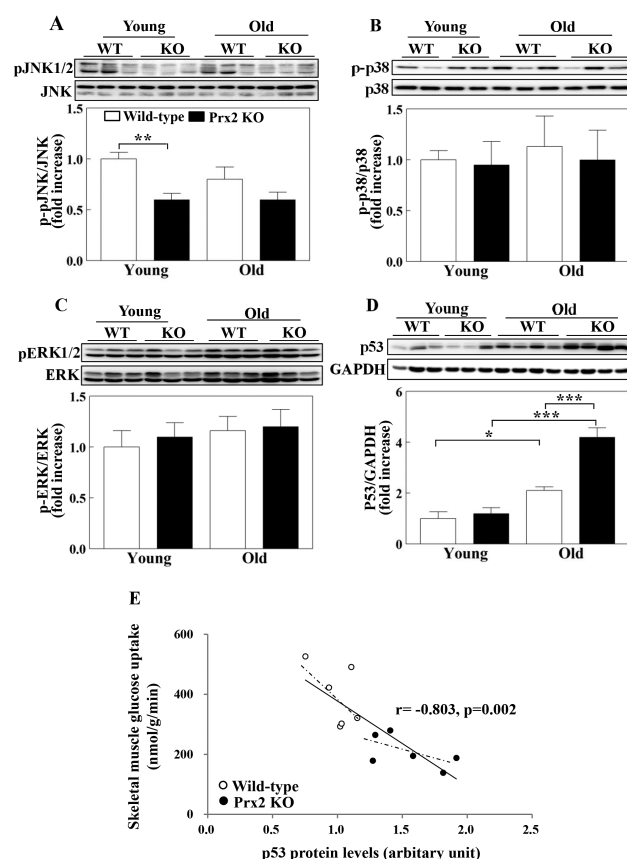 A
Young
Old
WT
KO
WT
KO
pJNK1/2
JNK
Wild-type
Prx2 KO
**
1.5
1.0
0.5
0.0
p-pJNK/JNK
(fold increase)
Young
Old
B
Young
Old
WT
KO
WT
KO
p-p38
p38
1.5
1.0
0.5
0.0
p-p38/p38
(fold increase)
Young
Old
C
Young
Old
WT
KO
WT
KO
pERK1/2
ERK
1.5
1.0
0.5
0.0
p-ERK/ERK
(fold increase)
Young
Old
D
Young
Old
WT
KO
WT
KO
p53
GAPDH
***
***
*
6
4
2
0
P53/GAPDH
(fold increase)
Young
Old
E
600
400
200
0
Skeletal muscle glucose uptake
(nmol/g/min)
r= -0.803, p=0.002
Wild-type
Prx2 KO
0.0
0.5
1.0
1.5
2.0
2.5
p53 protein levels (arbitary unit)